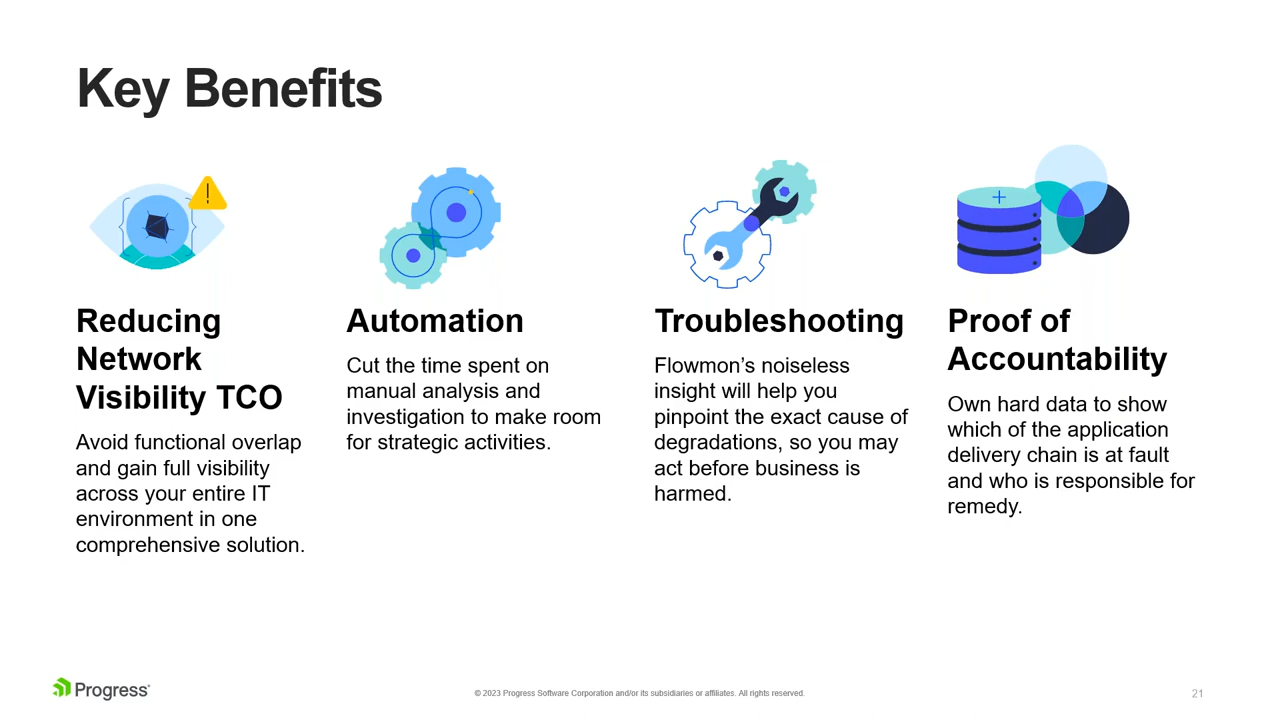 Key Benefits
Reducing
Network
Visibility TCO
Avoid functional overlap
and gain full visibility
across your entire IT
environment in one
comprehensive solution.
Automation
Cut the time spent on
manual analysis and
investigation to make room
for strategic activities.
Troubleshooting
Flowmon’s noiseless
insight will help you
pinpoint the exact cause of
degradations, so you may
act before business is
harmed.
Proof of
Accountability
Own hard data to show
which of the application
delivery chain is at fault
and who is responsible for
remedy.
Progress®
© 2023 Progress Software Corporation and/or its subsidiaries or affiliates. All rights reserved.
21